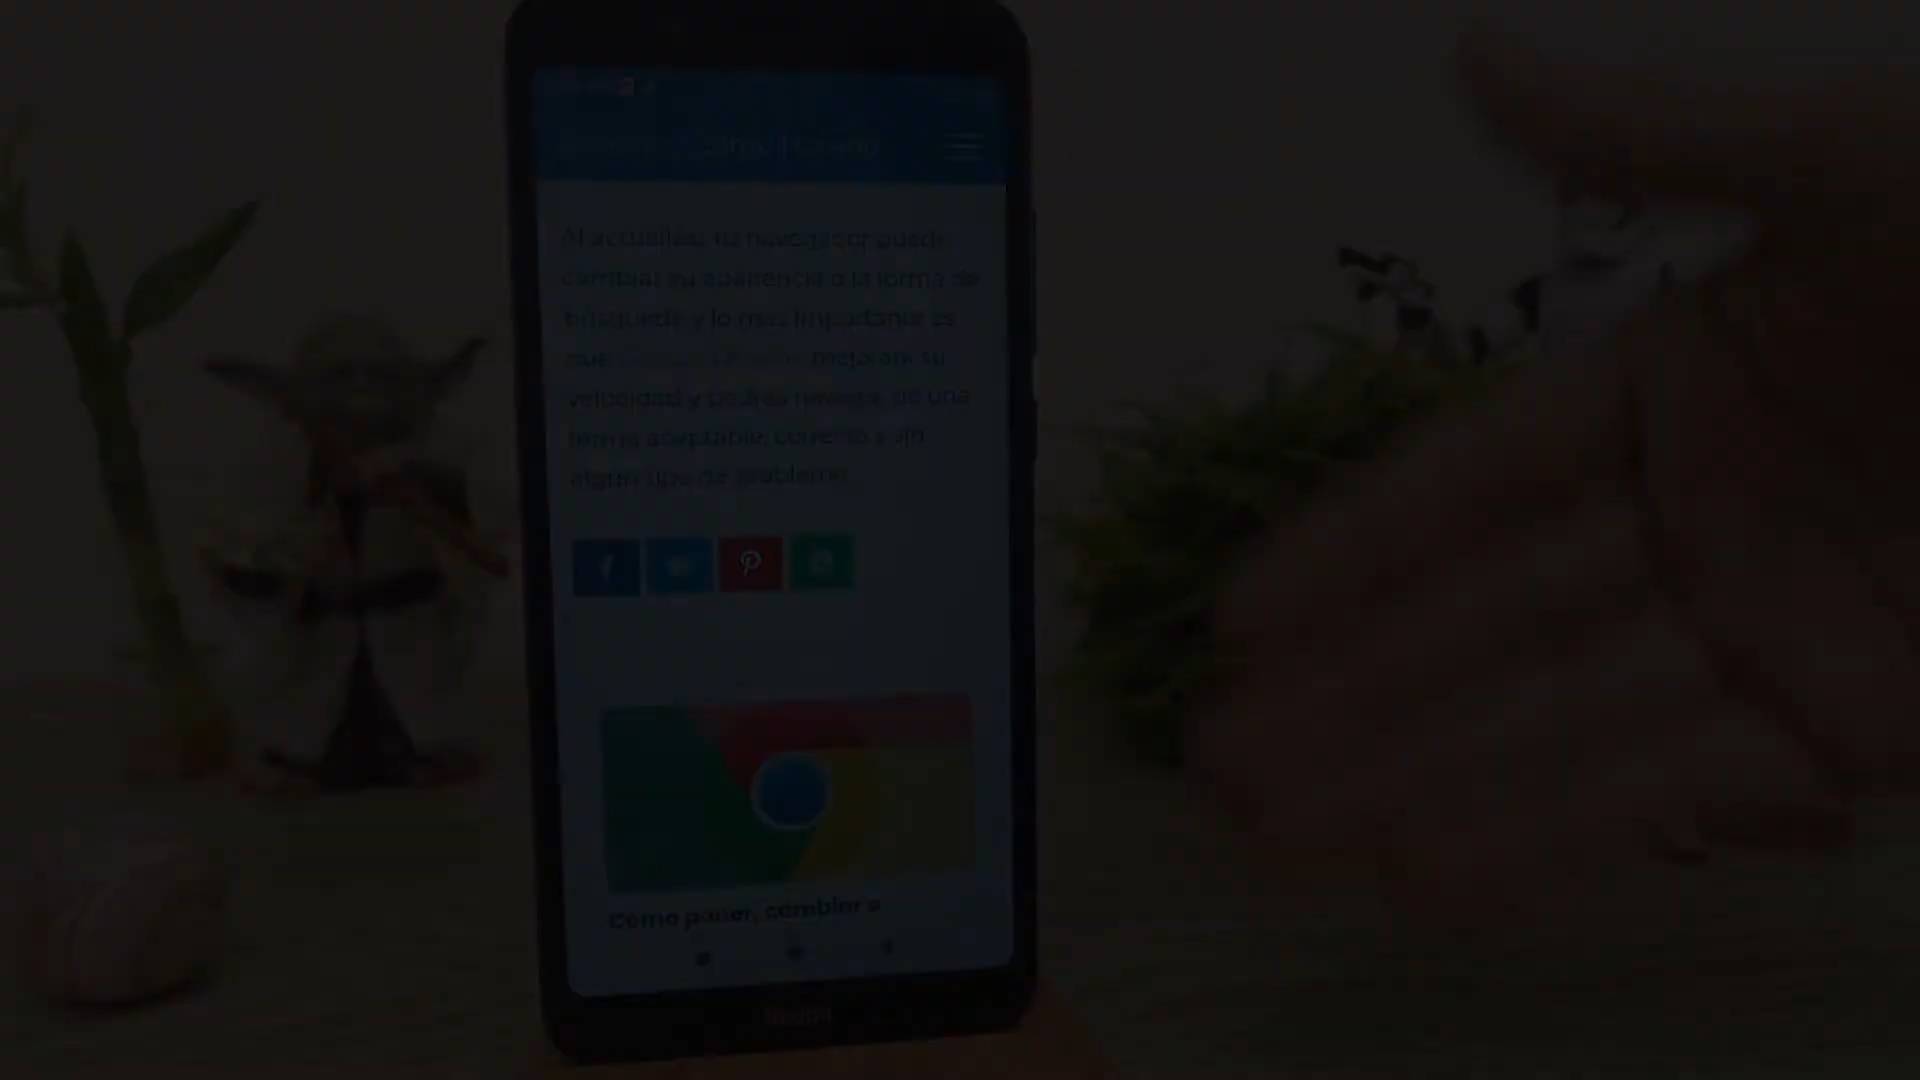 Al actualizar tu navegador puede
cambiar su apariencia o la forma de
búsqueda y lo más importante es
que mejorara su
velocidad y podrás navegar de una
forma aceptable, correcta y sin
algún tipo de problema
Cómo poner, cambiar o